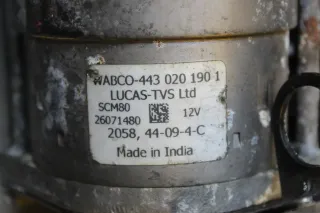 WABCO-443 020 190 1
LUCAS-TVS Ltd
SCM80 12V
26071480
2058, 44-09-4-C
Made in India